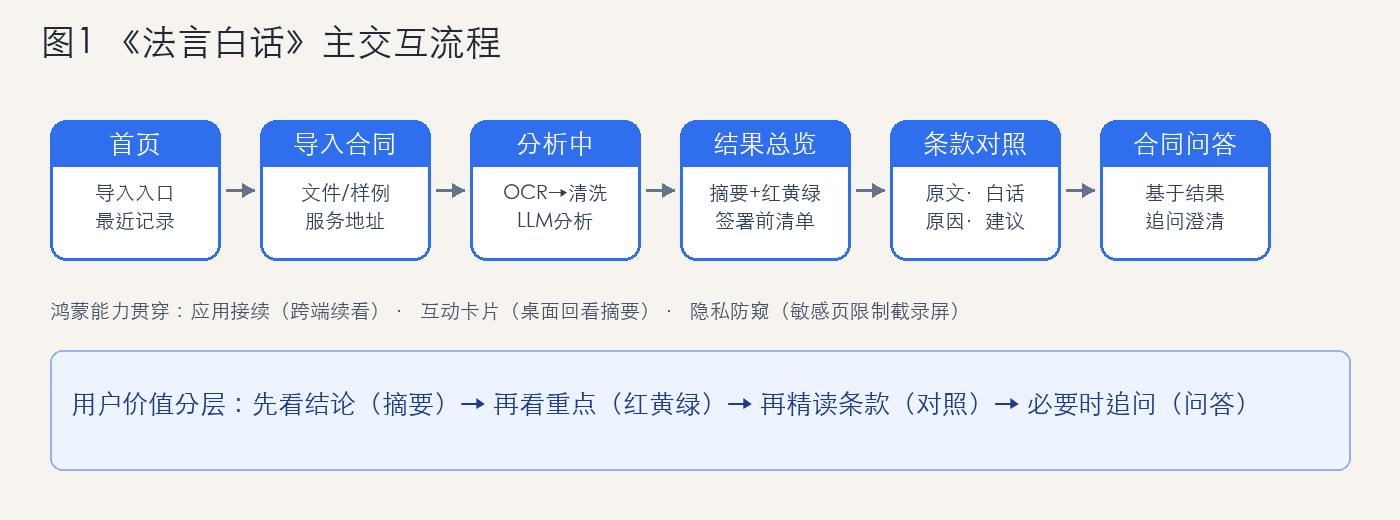 图1 《法言白话》主交互流程
首页
导入入口
最近记录
导入合同
文件/样例
服务地址
分析中
OCR→清洗
LLM分析
结果总览
摘要+红黄绿
签署前清单
条款对照
原文· 白话
原因· 建议
合同问答
基于结果
追问澄清
鸿蒙能力贯穿：应用接续（跨端续看）· 互动卡片（桌面回看摘要）· 隐私防窥（敏感页限制截录屏）
用户价值分层：先看结论（摘要）→ 再看重点（红黄绿）→ 再精读条款（对照）→ 必要时追问（问答）